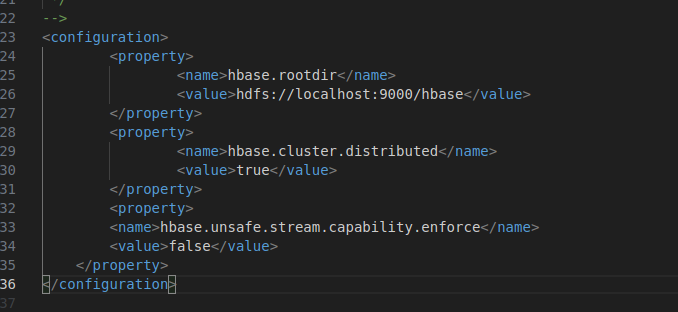 21 */
22 -->
23 <configuration>
24 <property>
25 <name>hbase.rootdir</name>
26 <value>hdfs://localhost:9000/hbase</value>
27 </property>
28 <property>
29 <name>hbase.cluster.distributed</name>
30 <value>true</value>
31 </property>
32 <property>
33 <name>hbase.unsafe.stream.capability.enforce</name>
34 <value>false</value>
35 </property>
36 </configuration>
37